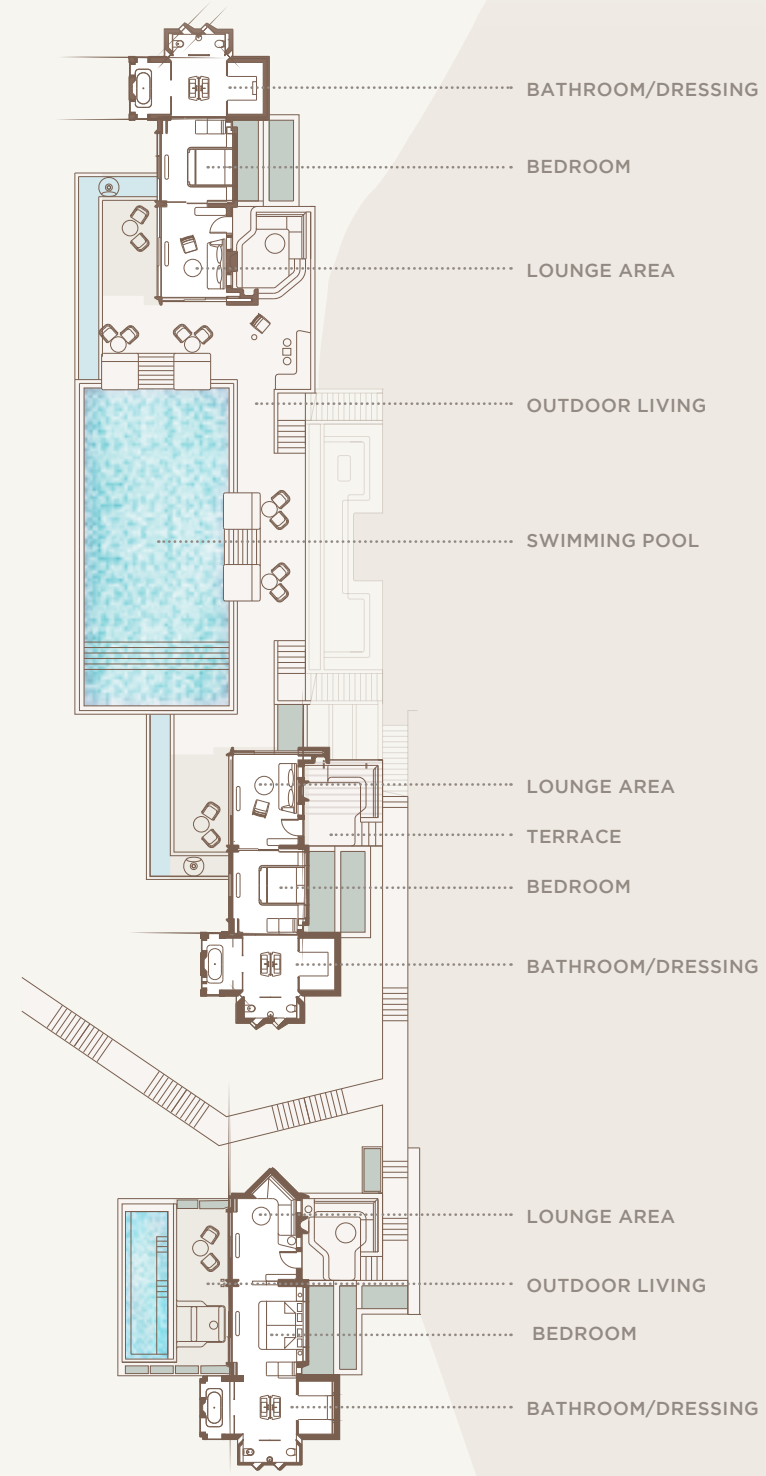 BATHROOM/DRESSING
BEDROOM
LOUNGE AREA
OUTDOOR LIVING
SWIMMING POOL
LOUNGE AREA
TERRACE
BEDROOM
BATHROOM/DRESSING
LOUNGE AREA
OUTDOOR LIVING
BEDROOM
BATHROOM/DRESSING